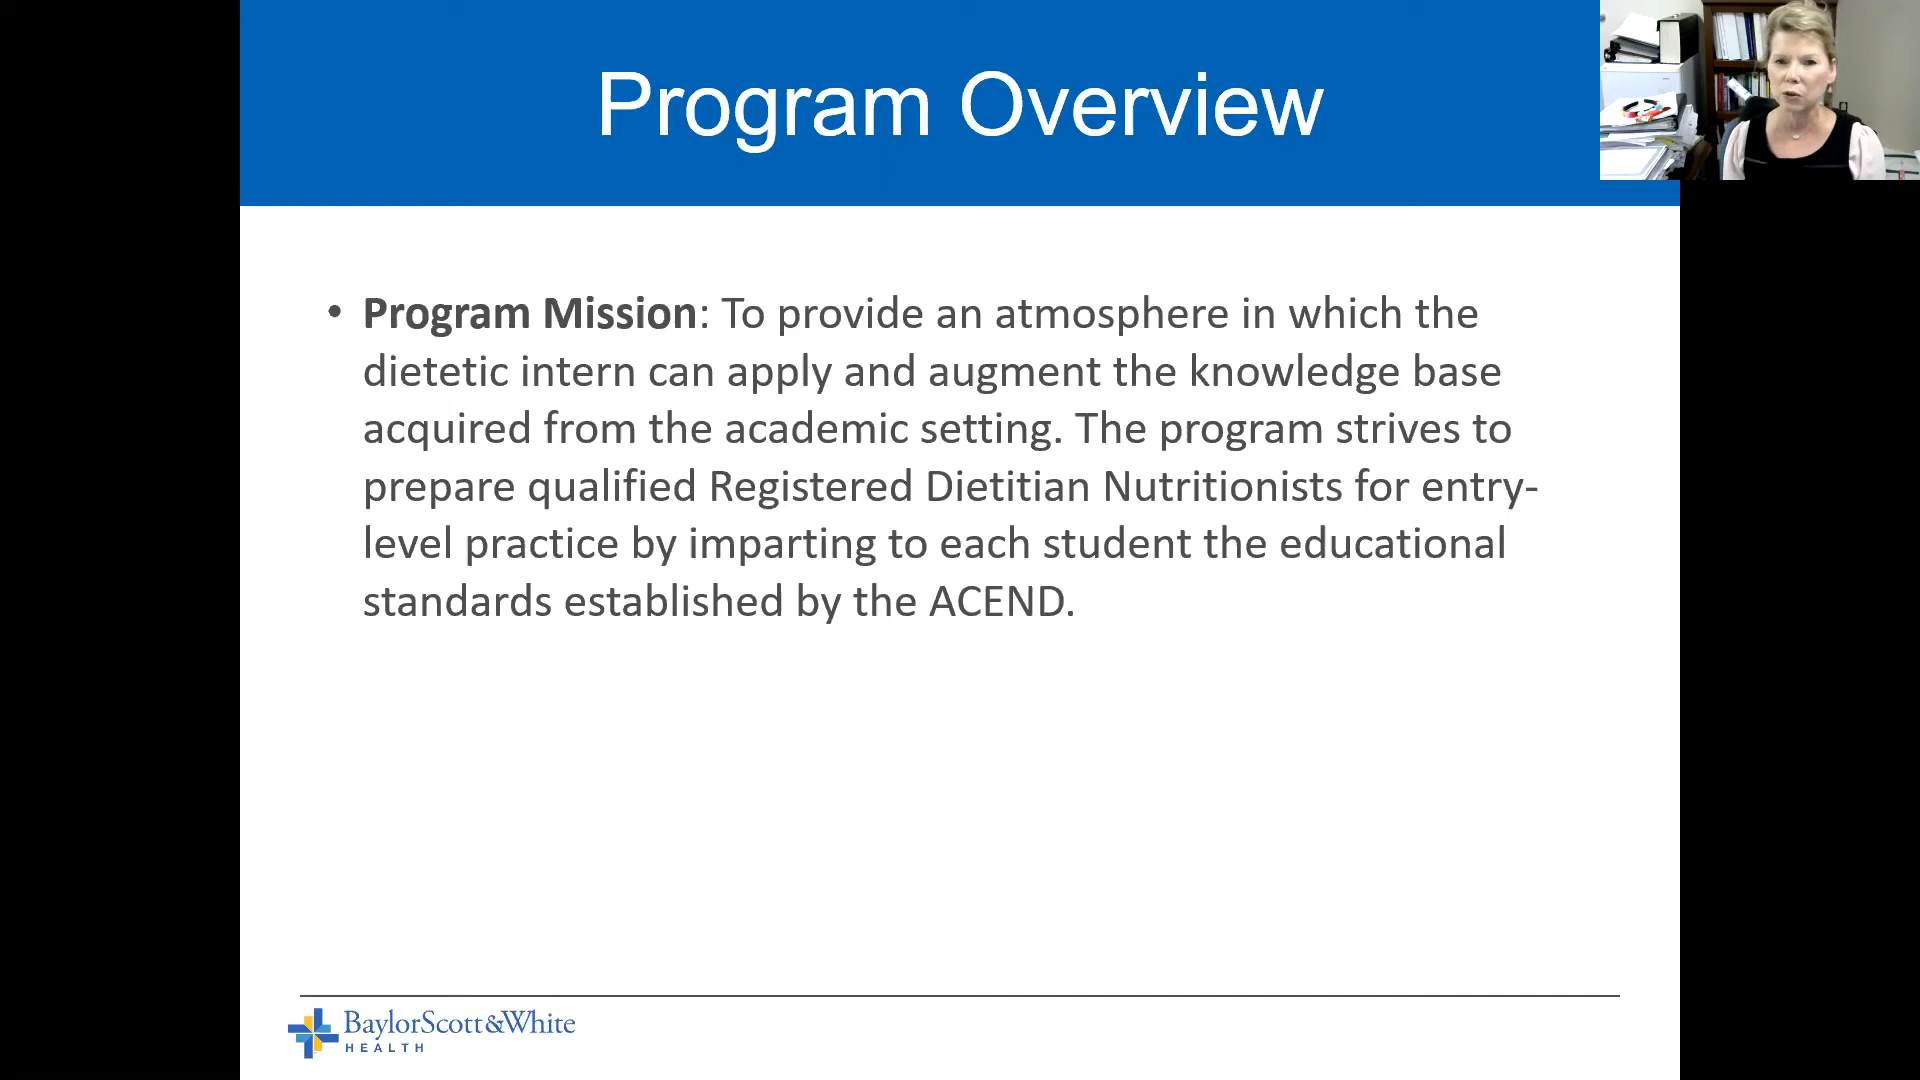 Program Overview
• Program Mission: To provide an atmosphere in which the
dietetic intern can apply and augment the knowledge base
acquired from the academic setting. The program strives to
prepare qualified Registered Dietitian Nutritionists for entry-
level practice by imparting to each student the educational
standards established by the ACEND.
BaylorScott&White
HEALTH